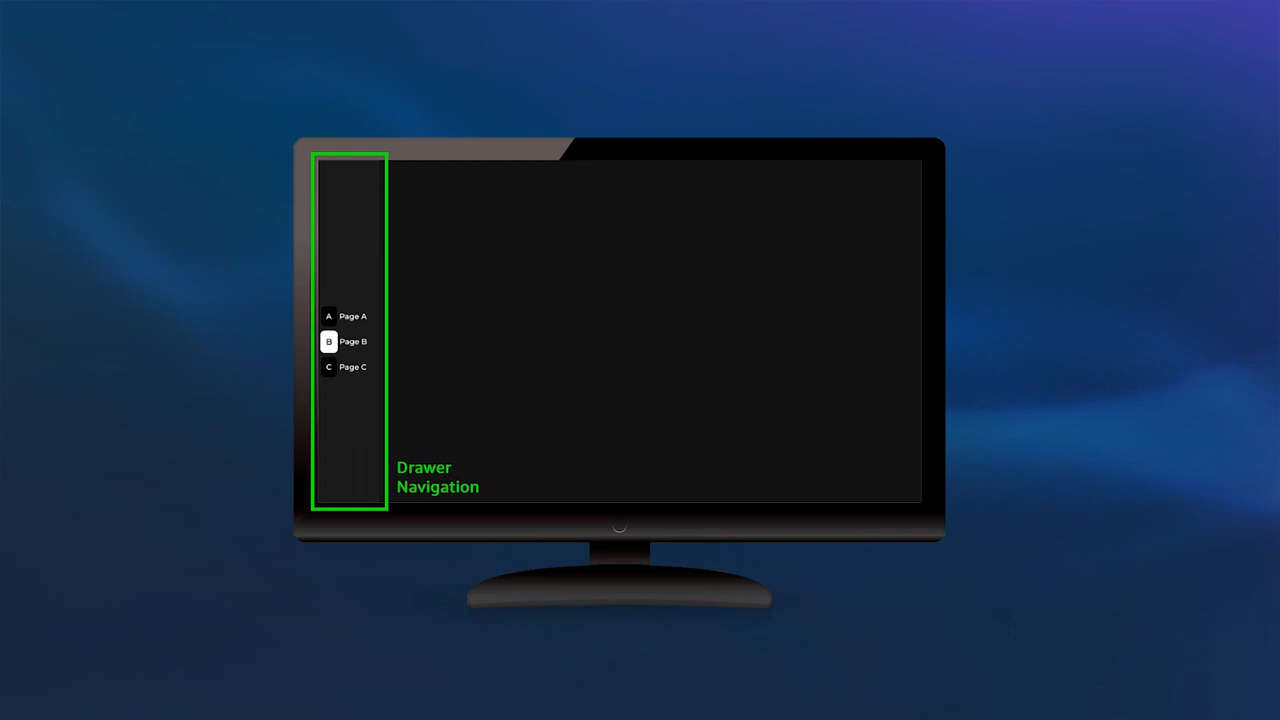 A Page A
B Page B
C Page C
Drawer
Navigation